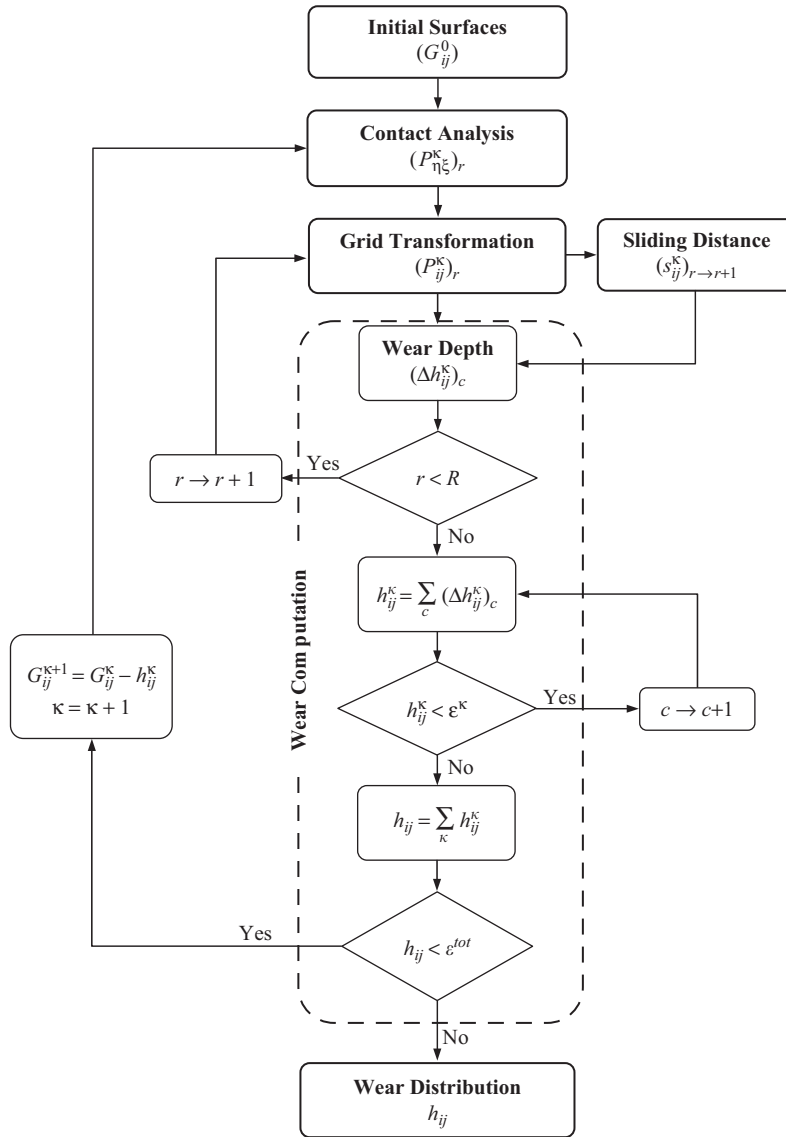 Initial Surfaces
(G⁰ᵢⱼ)
Contact Analysis
(P^κ_ηξ)_r
Grid Transformation
(P^κ_ij)_r
Sliding Distance
(s^κ_ij)_r→r+1
Wear Depth
(Δh^κ_ij)_c
Yes
r → r + 1
r < R
No
h^κ_ij = Σ_c (Δh^κ_ij)_c
Wear Computation
G^κ+1_ij = G^κ_ij – h^κ_ij
κ = κ + 1
h^κ_ij < ε^κ
Yes
c → c+1
No
h_ij = Σ_κ h^κ_ij
Yes
h_ij < ε^tot
No
Wear Distribution
h_ij